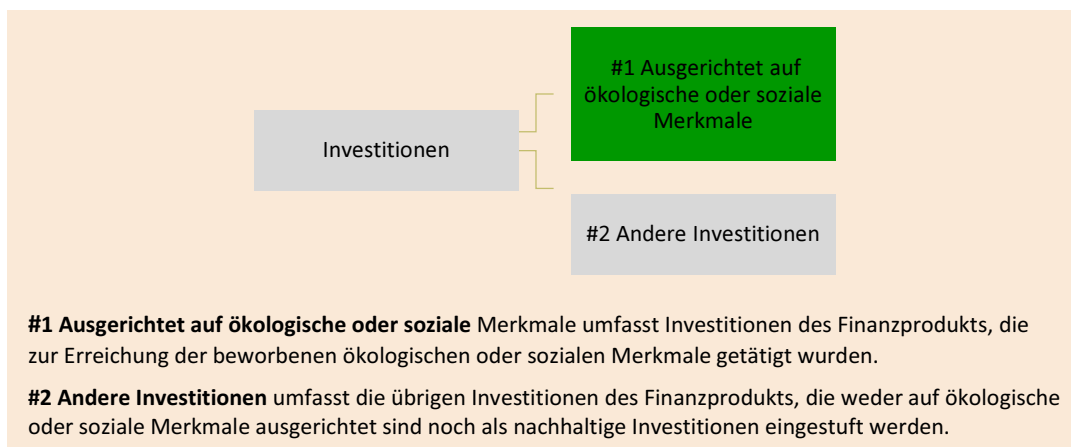 #1 Ausgerichtet auf
ökologische oder soziale
Merkmale
Investitionen
#2 Andere Investitionen
#1 Ausgerichtet auf ökologische oder soziale Merkmale umfasst Investitionen des Finanzprodukts, die
zur Erreichung der beworbenen ökologischen oder sozialen Merkmale getätigt wurden.
#2 Andere Investitionen umfasst die übrigen Investitionen des Finanzprodukts, die weder auf ökologische
oder soziale Merkmale ausgerichtet sind noch als nachhaltige Investitionen eingestuft werden.